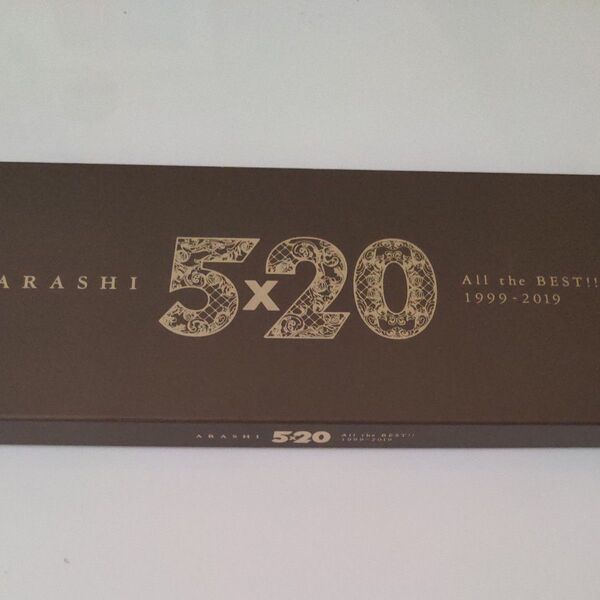 ARASHI
5x20
All the BEST!!
1999-2019
ARASHI 5x20 All the BEST!!
1999-2019